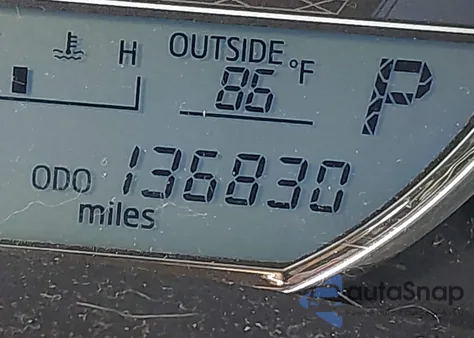 H OUTSIDE
86 °F P
ODO 136830
miles
autoSnap